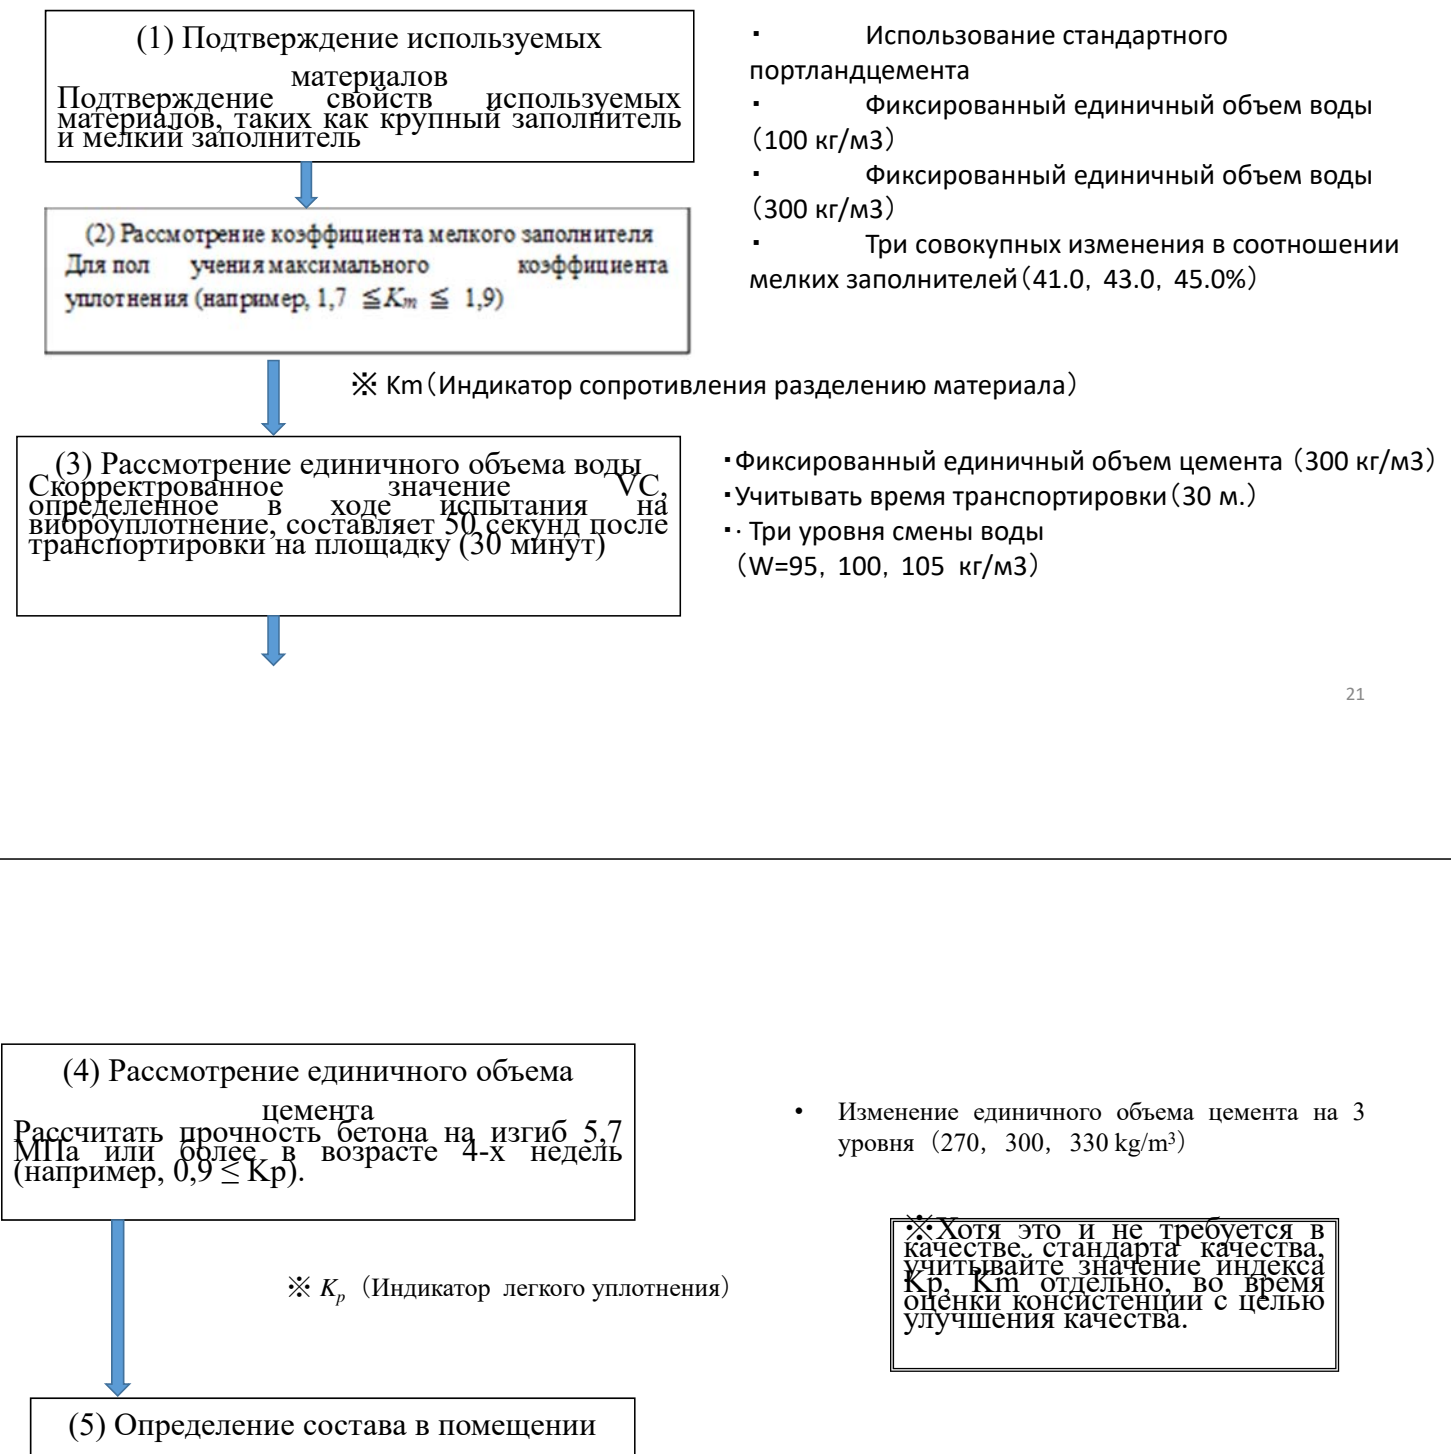 (1) Подтверждение используемых
материалов
Подтверждение свойств используемых
материалов, таких как крупный заполнитель
и мелкий заполнитель
▪ Использование стандартного
портландцемента
▪ Фиксированный единичный объем воды
（100 кг/м3）
▪ Фиксированный единичный объем воды
（300 кг/м3）
▪ Три совокупных изменения в соотношении
мелких заполнителей（41.0，43.0，45.0%）
(2) Рассмотрение коэффициента мелкого заполнителя
Для пол учения максимального коэффициента
уплотнения (например, 1,7 ≦Km ≦ 1,9)
※ Km（Индикатор сопротивления разделению материала）
(3) Рассмотрение единичного объема воды
Скорректрованное значение VC,
определенное в ходе испытания на
виброуплотнение, составляет 50 секунд после
транспортировки на площадку (30 минут)
▪Фиксированный единичный объем цемента（300 кг/м3）
▪Учитывать время транспортировки（30 м.）
▪· Три уровня смены воды
（W=95，100，105 кг/м3）
21
(4) Рассмотрение единичного объема
цемента
Рассчитать прочность бетона на изгиб 5,7
МПа или более в возрасте 4-х недель
(например, 0,9 ≤ Kp).
• Изменение единичного объема цемента на 3
уровня（270，300，330 kg/m³）
※ Kp（Индикатор легкого уплотнения）
※Хотя это и не требуется в
качестве стандарта качества,
учитывайте значение индекса
Kp, Km отдельно, во время
оценки консистенции с целью
улучшения качества.
(5) Определение состава в помещении